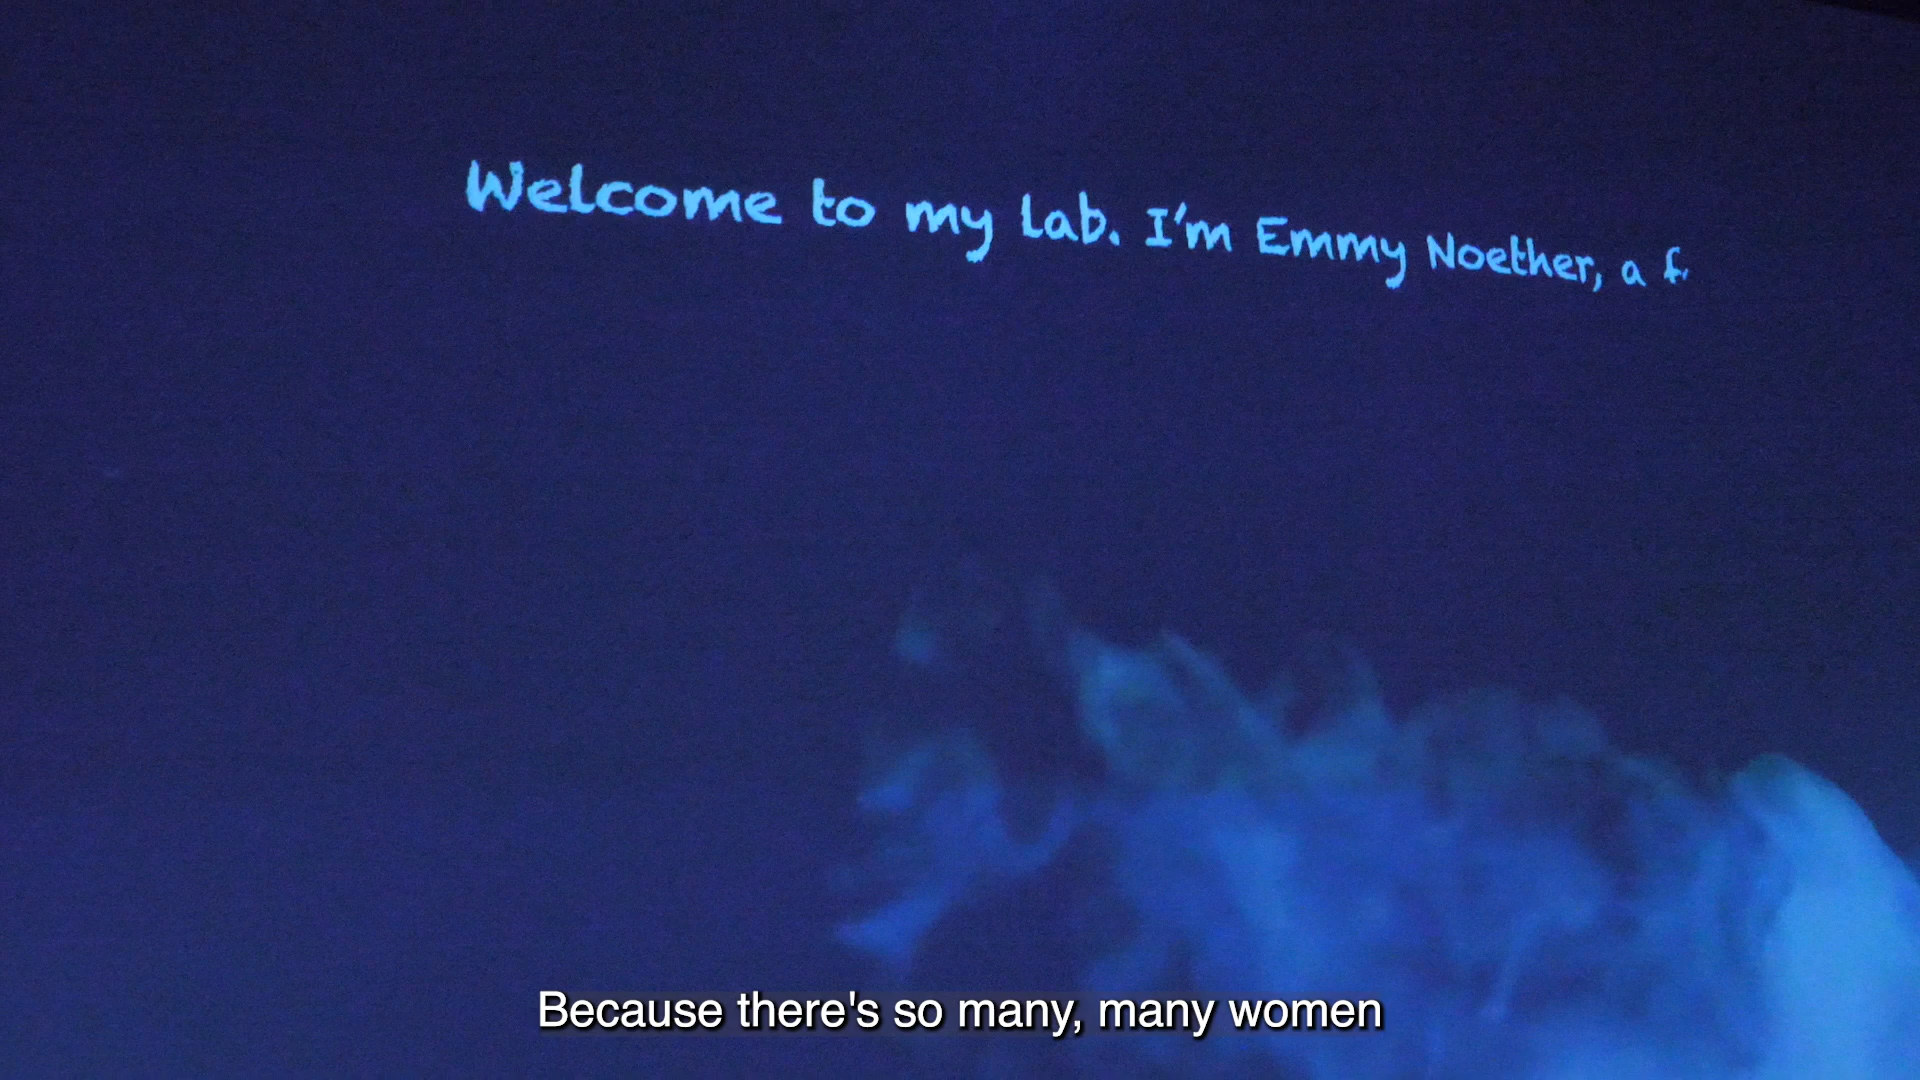 Welcome to my lab. I'm Emmy Noether, a f
Because there's so many, many women